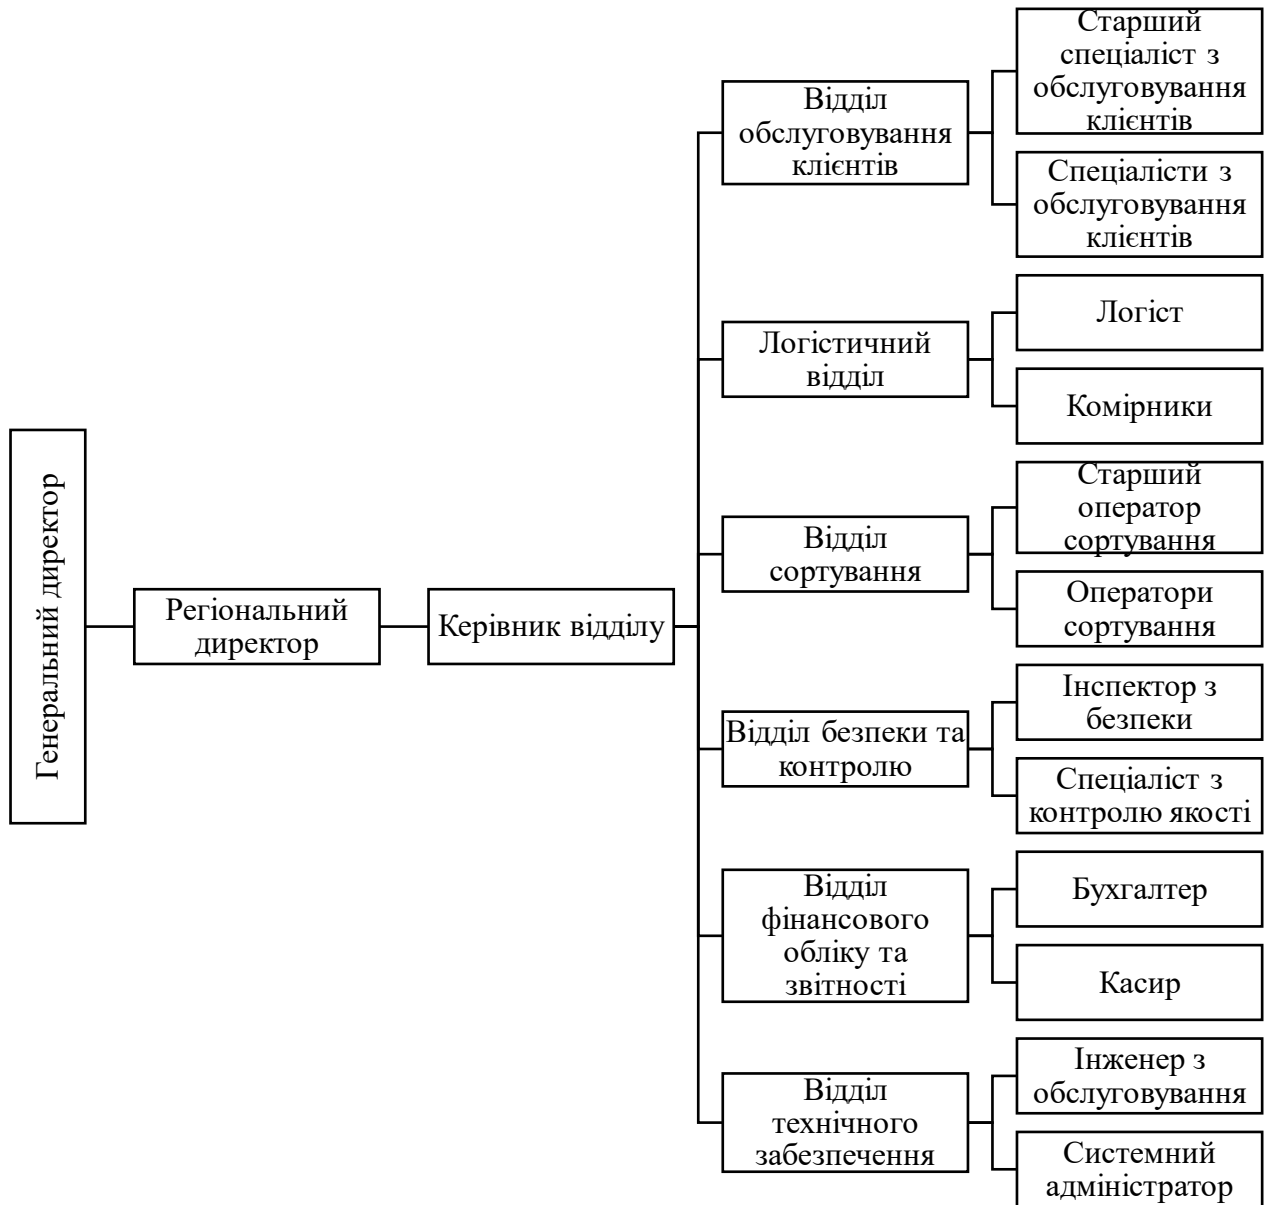 Генеральний директор
Регіональний
директор
Керівник відділу
Відділ
обслуговування
клієнтів
Старший
спеціаліст з
обслуговування
клієнтів
Спеціалісти з
обслуговування
клієнтів
Логістичний
відділ
Логіст
Комірники
Відділ
сортування
Старший
оператор
сортування
Оператори
сортування
Відділ безпеки та
контролю
Інспектор з
безпеки
Спеціаліст з
контролю якості
Відділ
фінансового
обліку та
звітності
Бухгалтер
Касир
Відділ
технічного
забезпечення
Інженер з
обслуговування
Системний
адміністратор